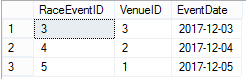 RaceEventID VenueID EventDate
1 3 3 2017-12-03
2 4 2 2017-12-04
3 5 1 2017-12-05